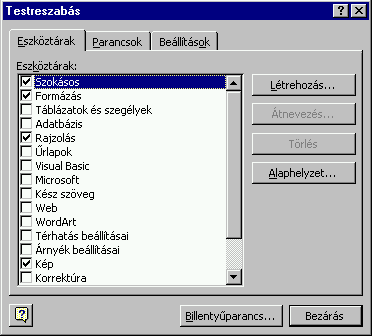 Testreszabás
Eszköztárak Parancsok Beállítások
Eszköztárak:
Szokásos
Formázás
Táblázatok és szegélyek
Adatbázis
Rajzolás
Űrlapok
Visual Basic
Microsoft
Kész szöveg
Web
WordArt
Térhatás beállításai
Árnyék beállításai
Kép
Korrektúra
Létrehozás...
Átnevezés...
Törlés
Alaphelyzet...
Billentyűparancs...
Bezárás